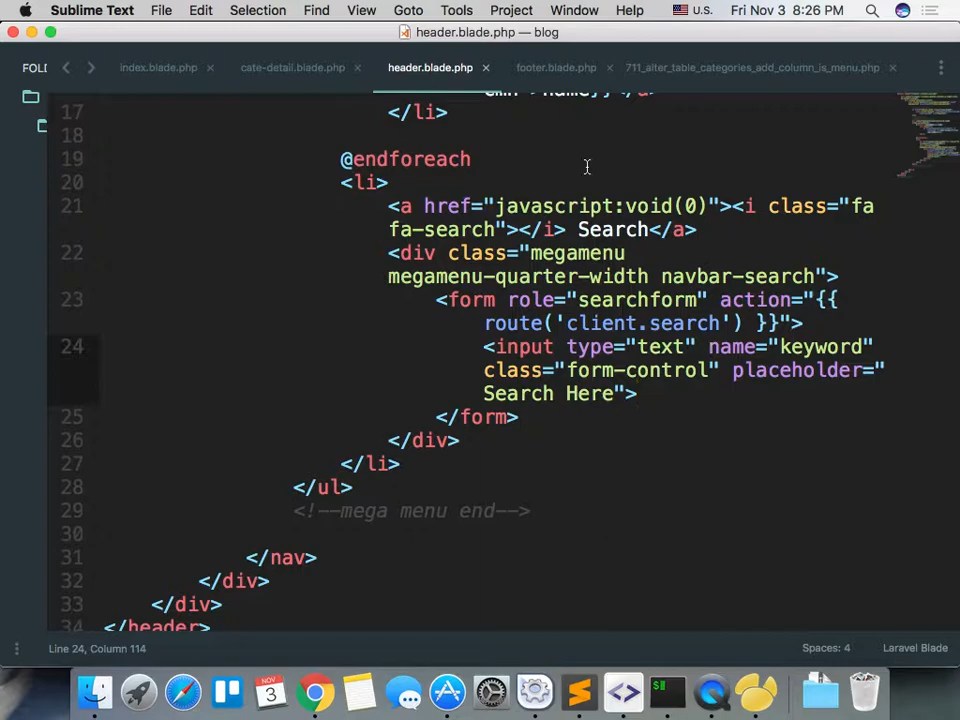 Sublime Text File Edit Selection Find View Goto Tools Project Window Help U.S. Fri Nov 3 8:26 PM
header.blade.php — blog
FOLD index.blade.php × cate-detail.blade.php × header.blade.php × footer.blade.php × 711_alter_table_categories_add_column_is_menu.php ×
17 </li>
18
19 @endforeach
20 <li>
21 <a href="javascript:void(0)"><i class="fa
fa-search"></i> Search</a>
22 <div class="megamenu
megamenu-quarter-width navbar-search">
23 <form role="searchform" action="{{
route('client.search') }}">
24 <input type="text" name="keyword"
class="form-control" placeholder="
Search Here">
25 </form>
26 </div>
27 </li>
28 </ul>
29 <!--mega menu end-->
30
31 </nav>
32 </div>
33 </div>
34 </header>
Line 24, Column 114 Spaces: 4 Laravel Blade
NOV
3